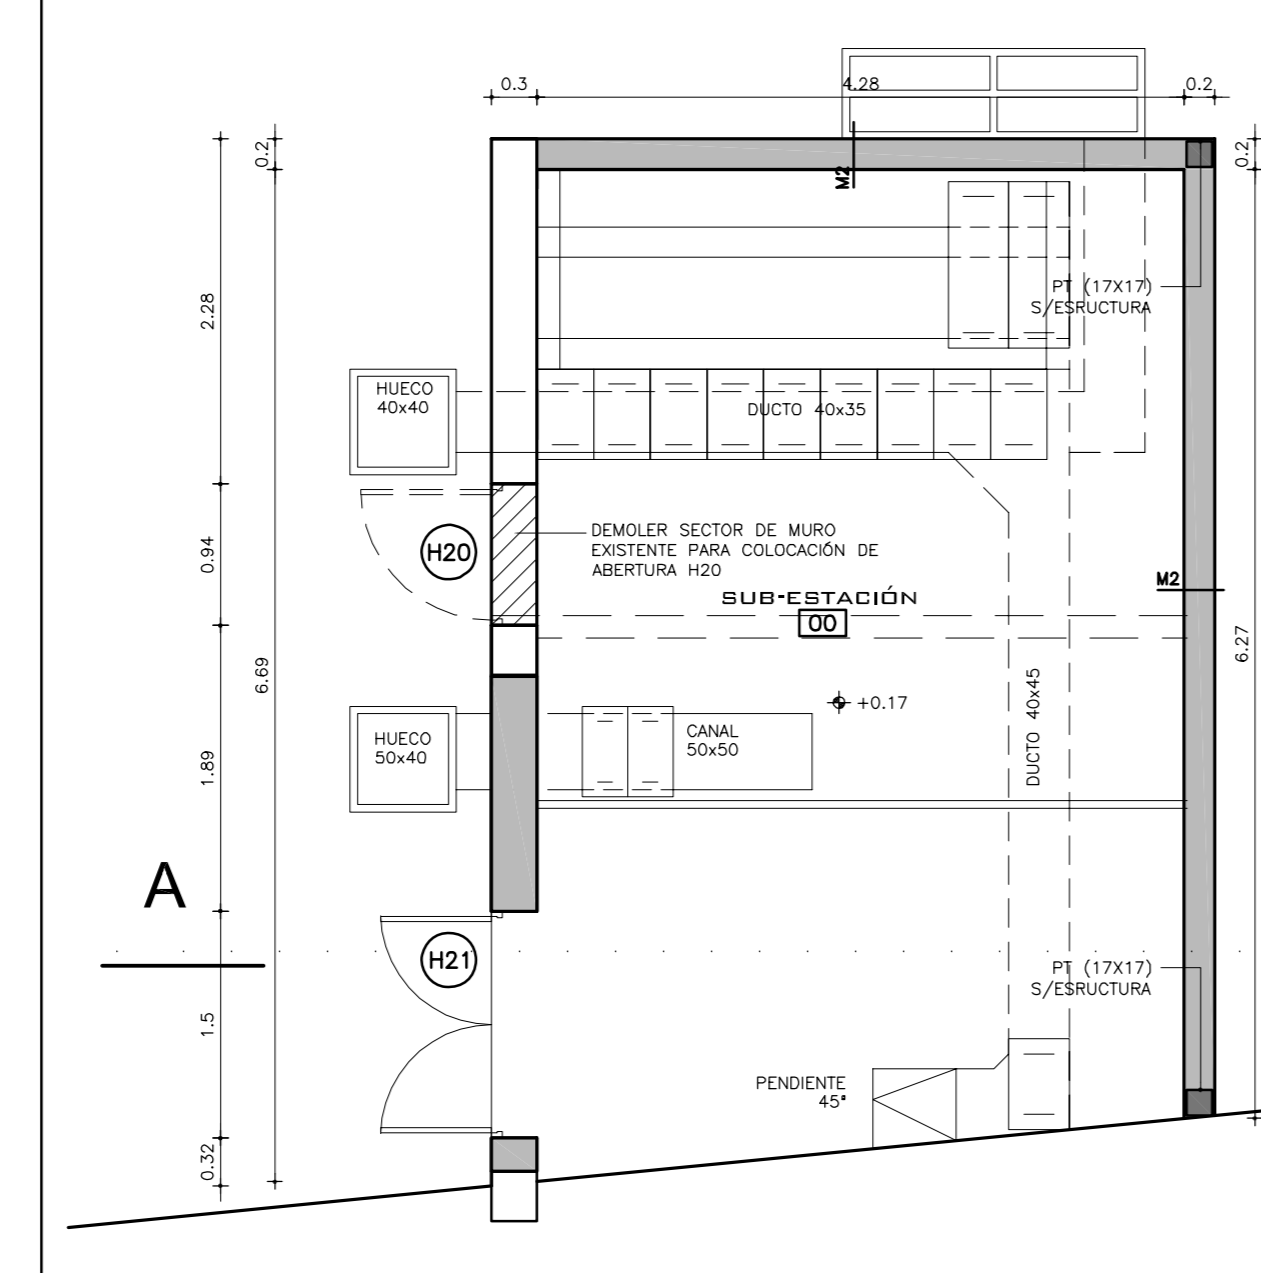 0.3
4.28
0.2
0.2
0.2
M2
PT (17X17)
S/ESRUCTURA
2.28
HUECO
40x40
DUCTO 40x35
H20
DEMOLER SECTOR DE MURO
EXISTENTE PARA COLOCACIÓN DE
ABERTURA H20
0.94
M2
SUB-ESTACIÓN
00
6.27
6.69
+0.17
DUCTO 40x45
HUECO
50x40
CANAL
50x50
1.89
A
H21
PT (17X17)
S/ESRUCTURA
1.5
PENDIENTE
45º
0.32